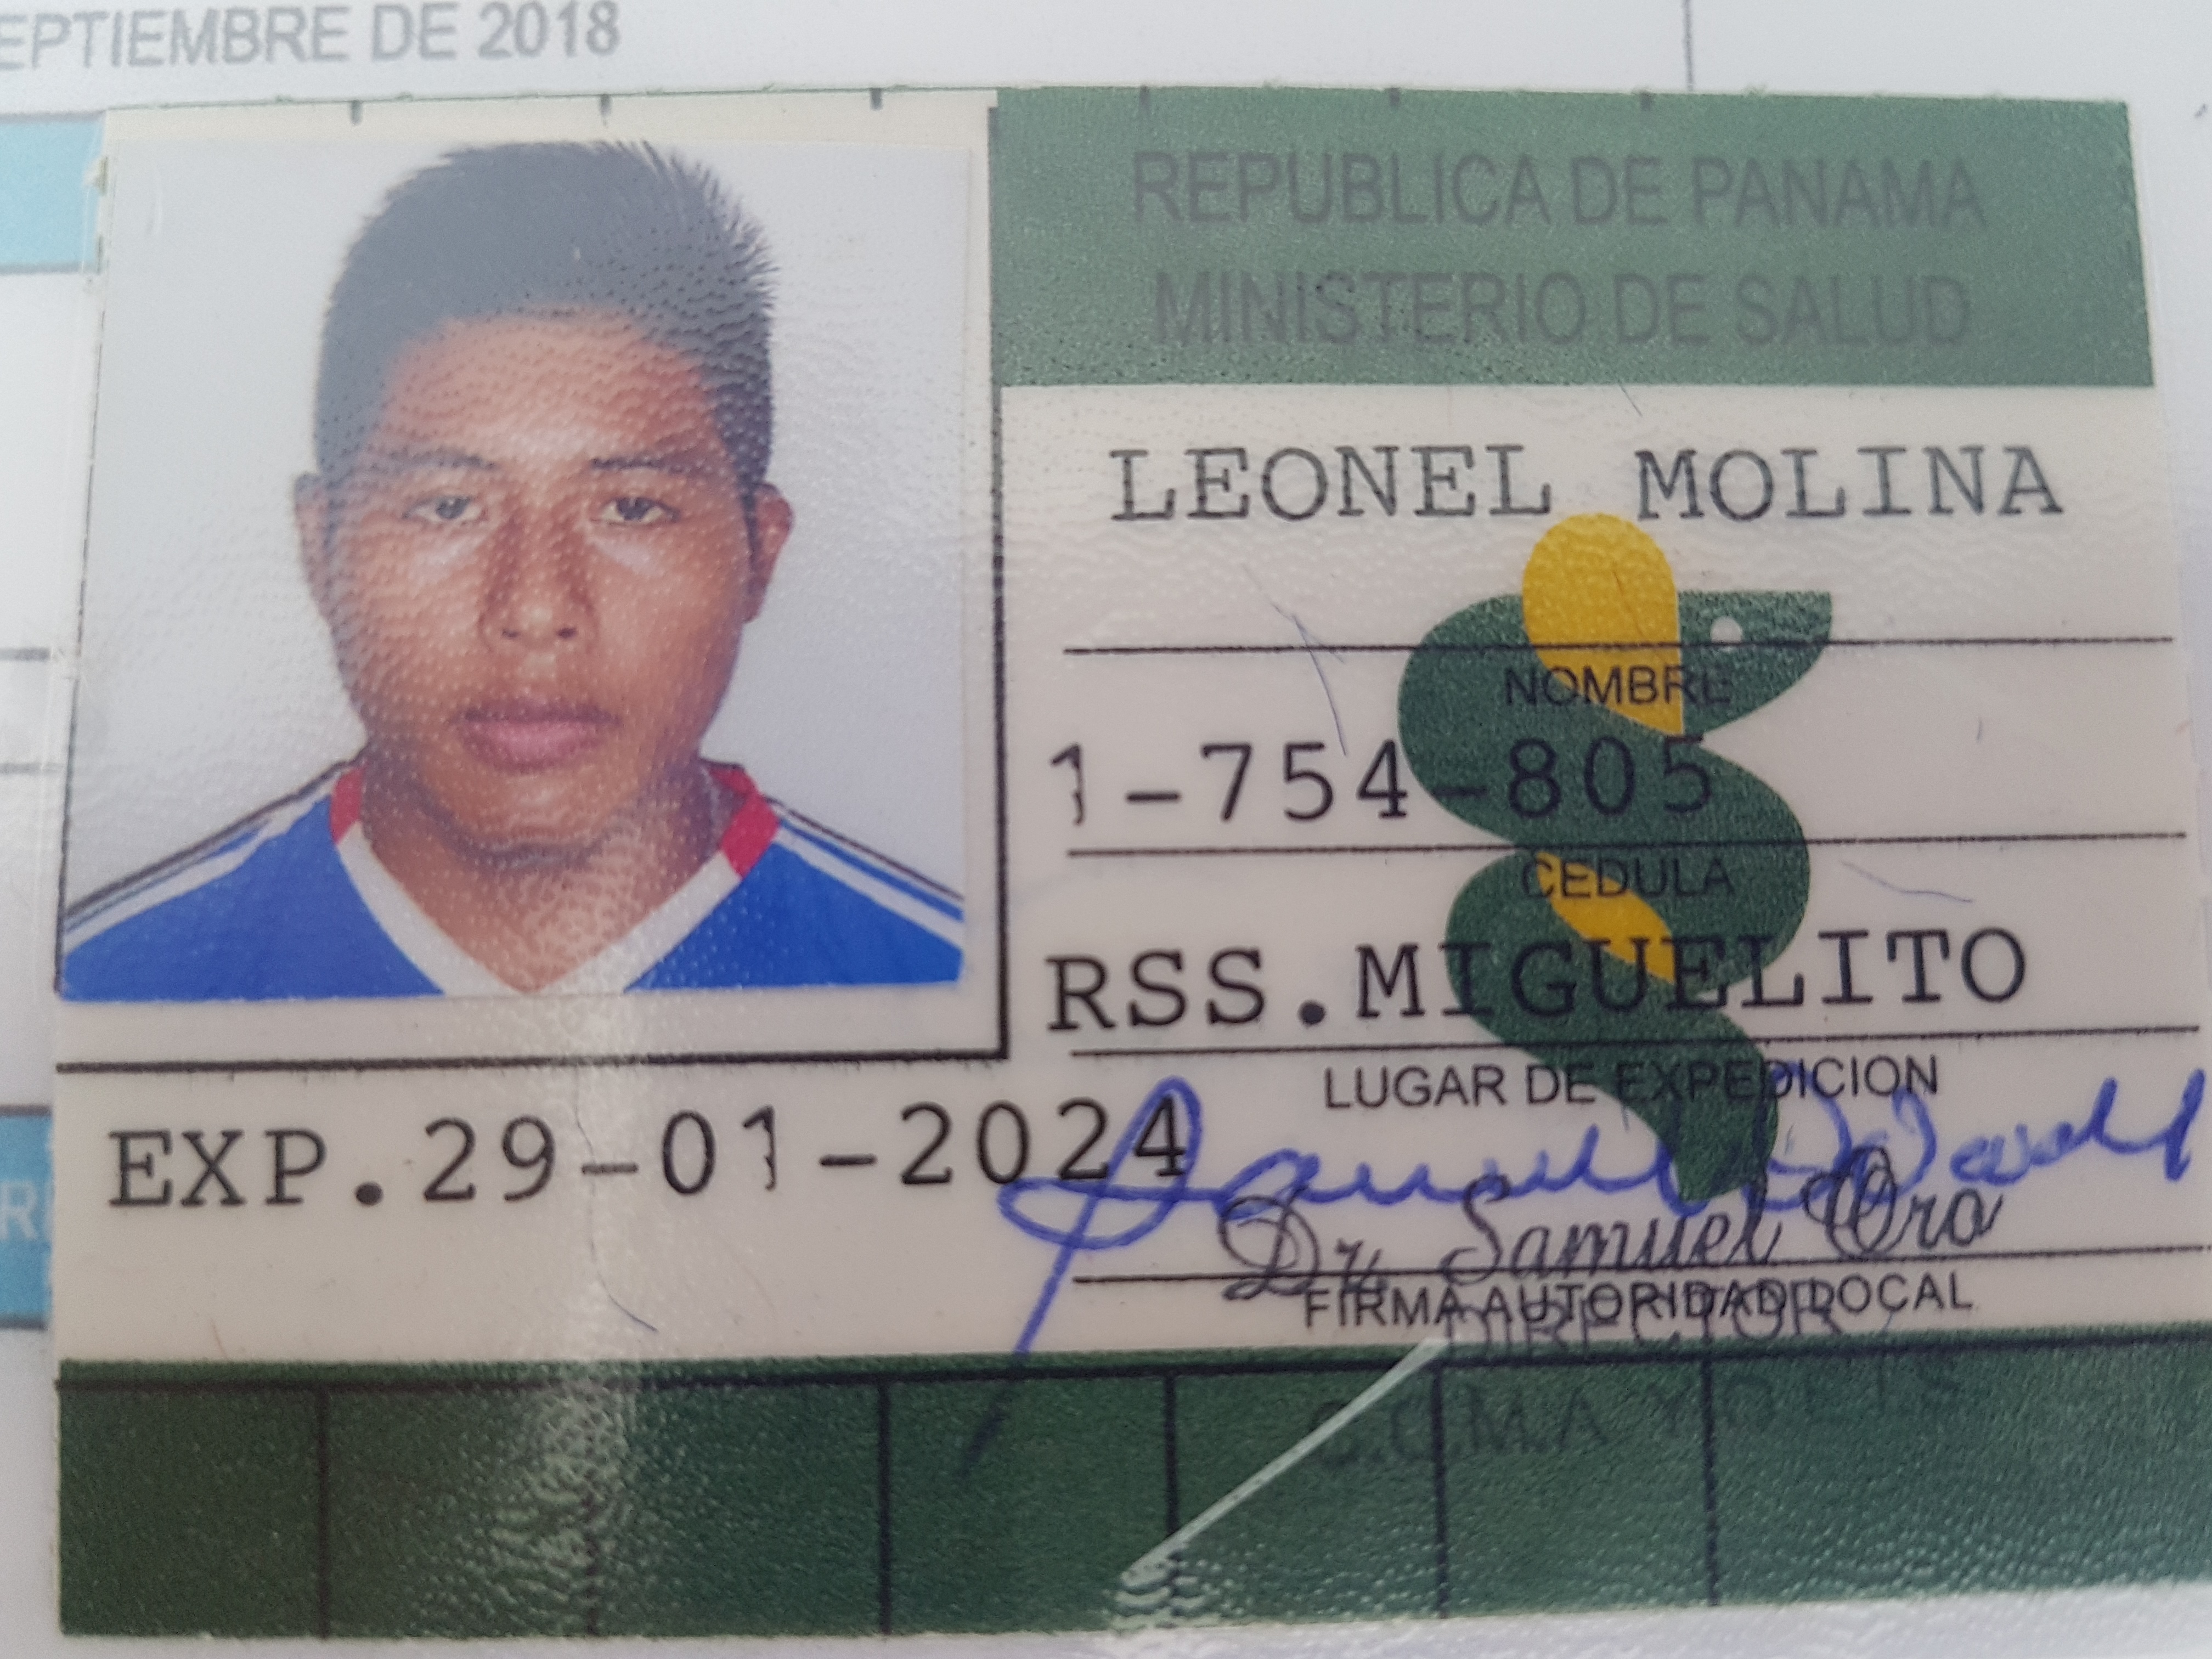 EPTIEMBRE DE 2018
REPUBLICA DE PANAMA
MINISTERIO DE SALUD
LEONEL MOLINA
NOMBRE
1-754-805
CEDULA
RSS.MIGUELITO
LUGAR DE EXPEDICION
EXP.29-01-2024
Dr. Samuel Oro
FIRMA AUTORIDAD LOCAL
DIRECTOR
R